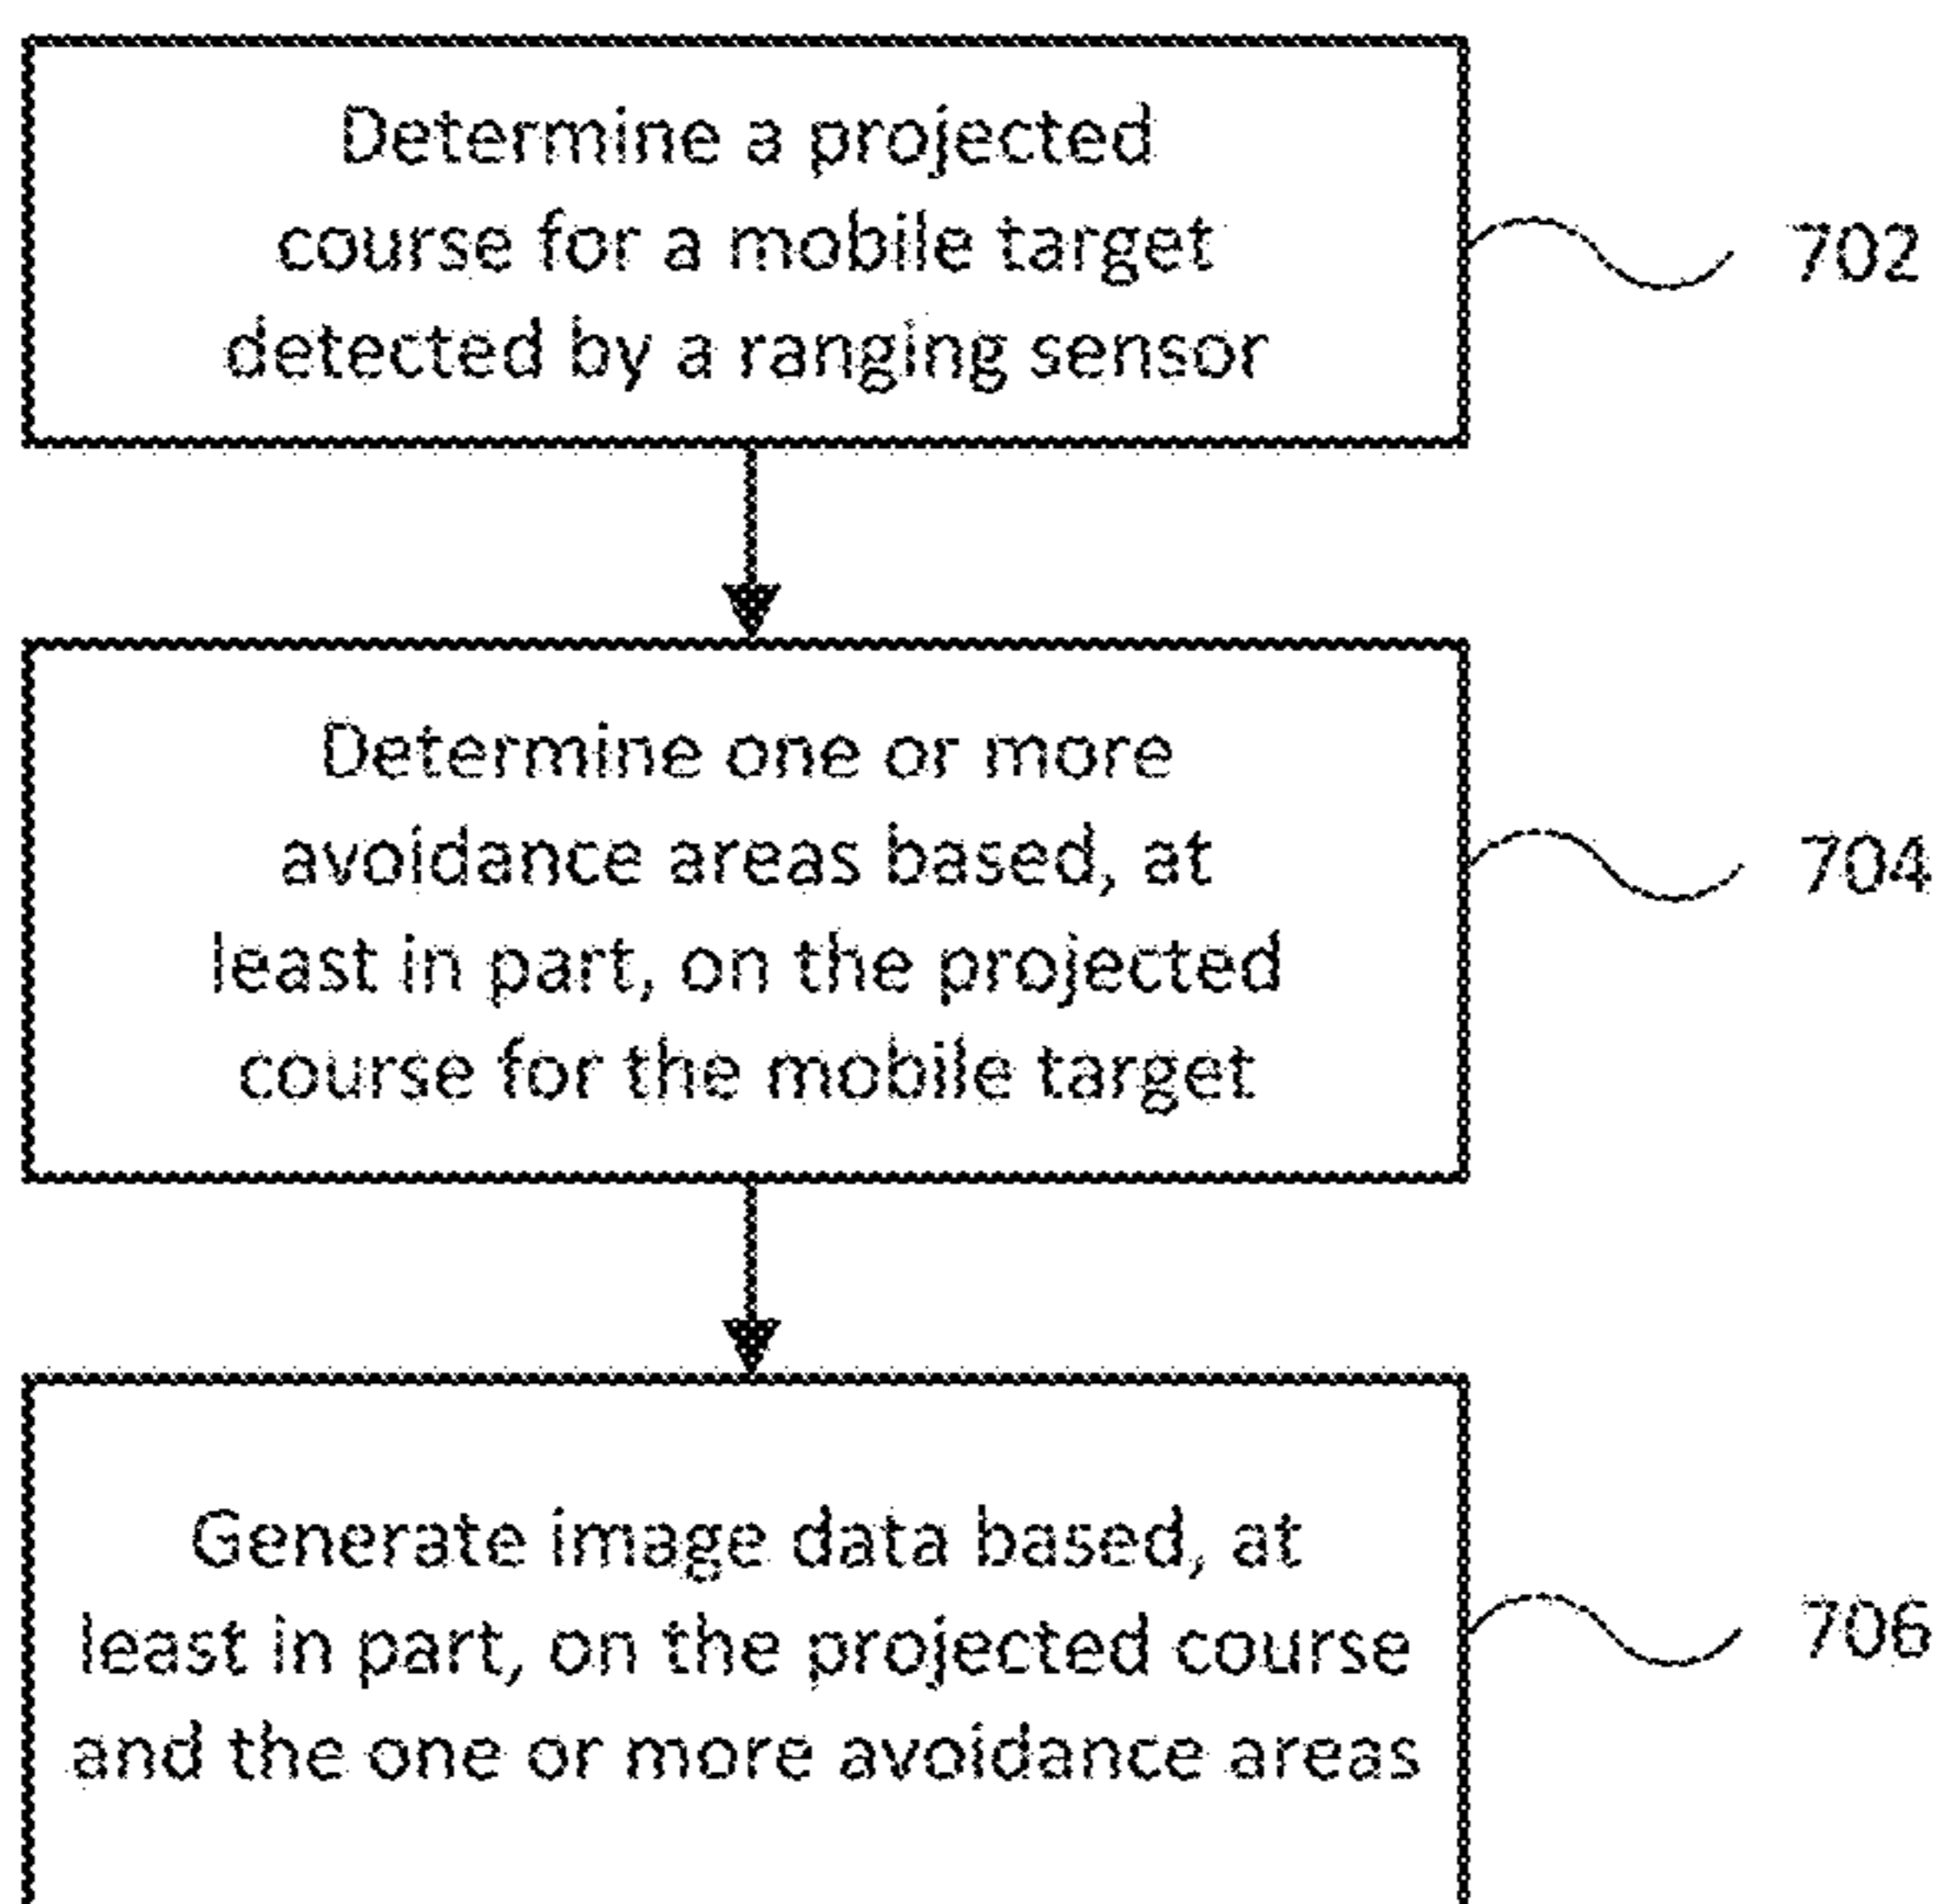 Determine a projected
course for a mobile target
detected by a ranging sensor
702
Determine one or more
avoidance areas based, at
least in part, on the projected
course for the mobile target
704
Generate image data based, at
least in part, on the projected course
and the one or more avoidance areas
706